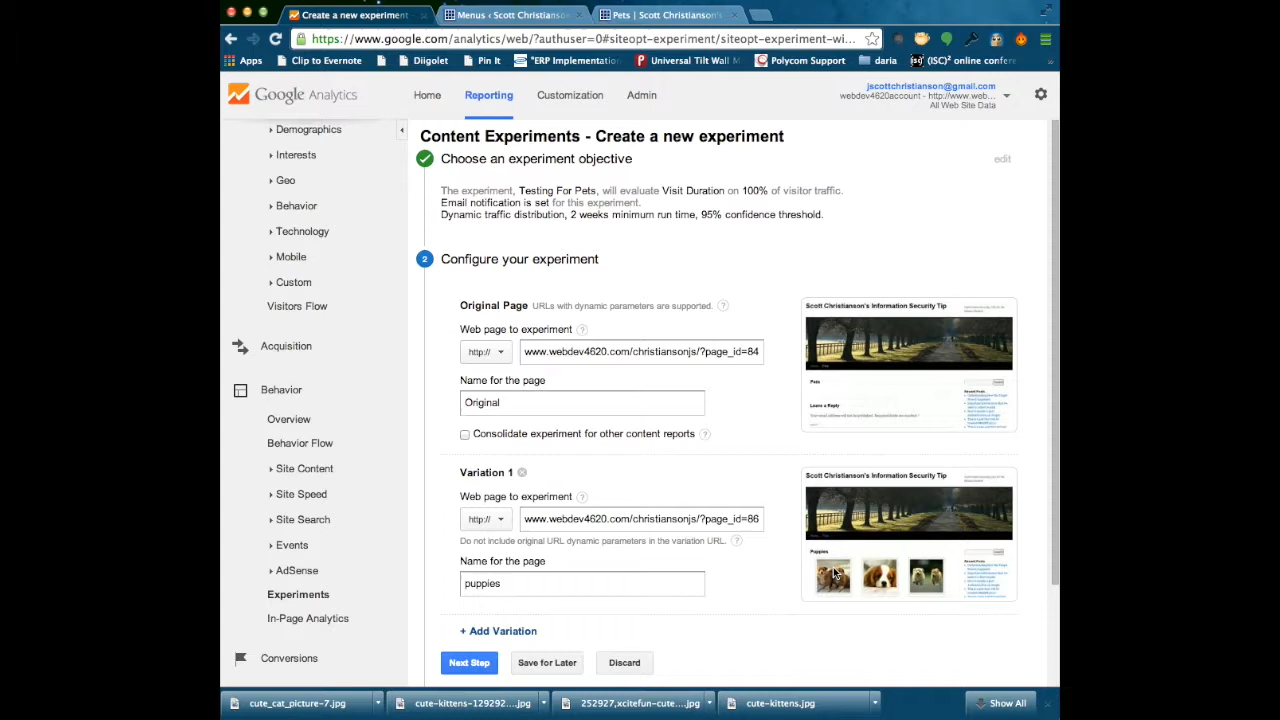 Create a new experiment
Menus ‹ Scott Christianson's
Pets | Scott Christianson's
https://www.google.com/analytics/web/?authuser=0#siteopt-experiment/siteopt-experiment-wi...
Apps
Clip to Evernote
Diigolet
Pin It
"ERP Implementation
Universal Tilt Wall M
Polycom Support
daria
(ISC)² online confere
Google Analytics
Home
Reporting
Customization
Admin
jscottchristianson@gmail.com
webdev4620account - http://www.web...
All Web Site Data
Demographics
Interests
Geo
Behavior
Technology
Mobile
Custom
Visitors Flow
Acquisition
Behavior
Overview
Behavior Flow
Site Content
Site Speed
Site Search
Events
AdSense
Experiments
In-Page Analytics
Conversions
Content Experiments - Create a new experiment
Choose an experiment objective
edit
The experiment, Testing For Pets, will evaluate Visit Duration on 100% of visitor traffic.
Email notification is set for this experiment.
Dynamic traffic distribution, 2 weeks minimum run time, 95% confidence threshold.
2
Configure your experiment
Original Page URLs with dynamic parameters are supported. ?
Web page to experiment ?
http://
www.webdev4620.com/christiansonjs/?page_id=84
Name for the page
Original
Consolidate experiment for other content reports ?
Scott Christianson's Information Security Tip
Pets
Leave a Reply
Variation 1
Web page to experiment ?
http://
www.webdev4620.com/christiansonjs/?page_id=86
Do not include original URL dynamic parameters in the variation URL. ?
Name for the page
puppies
Scott Christianson's Information Security Tip
Puppies
+ Add Variation
Next Step
Save for Later
Discard
cute_cat_picture-7.jpg
cute-kittens-129292....jpg
252927,xcitefun-cute-....jpg
cute-kittens.jpg
Show All